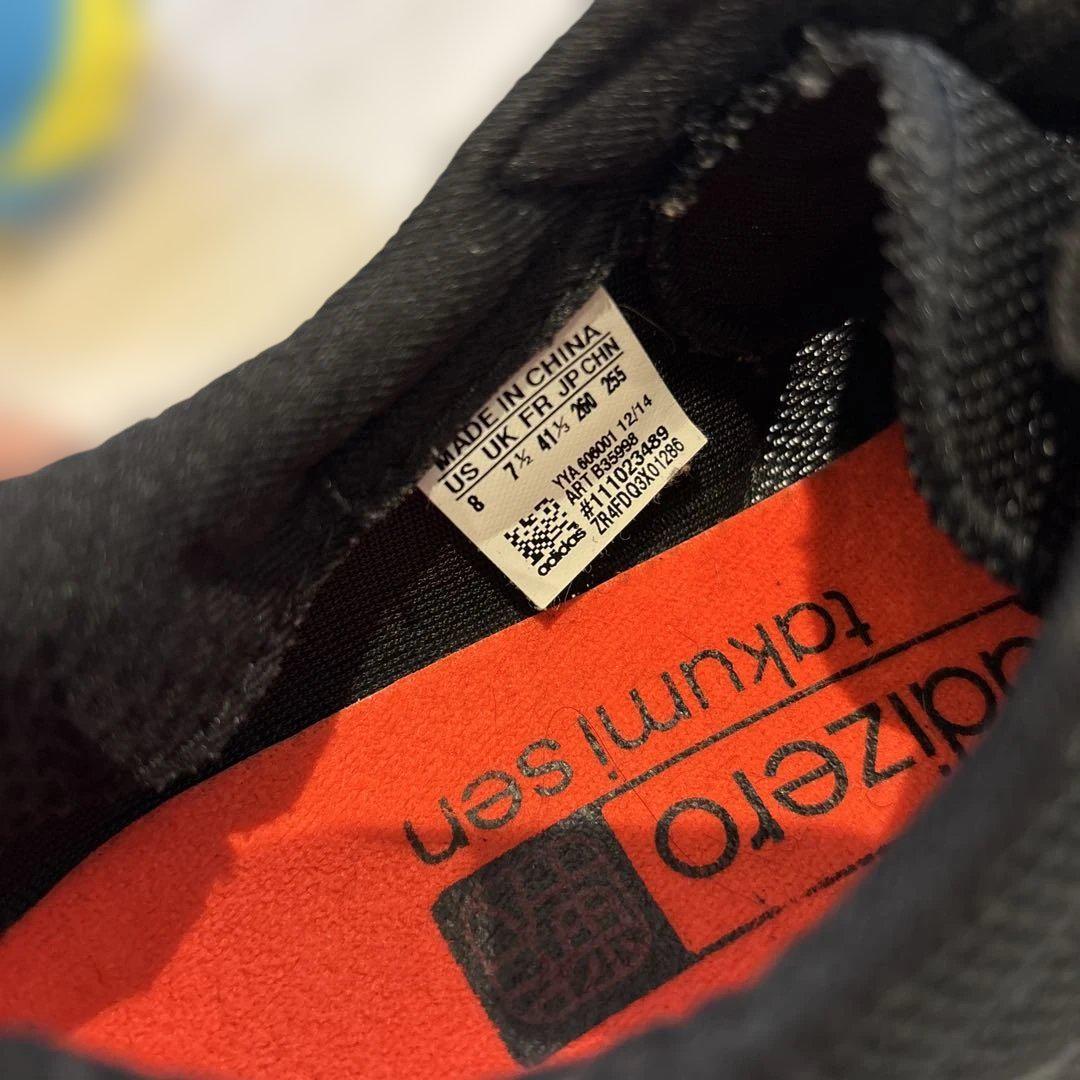 MADE IN CHINA
US UK FR JP CHN
8 7½ 41⅓ 260 255
YYA 606001 12/14
ART B35998
#111023489
ZR4FDQ3X01286
adidas
adizero
takumi sen